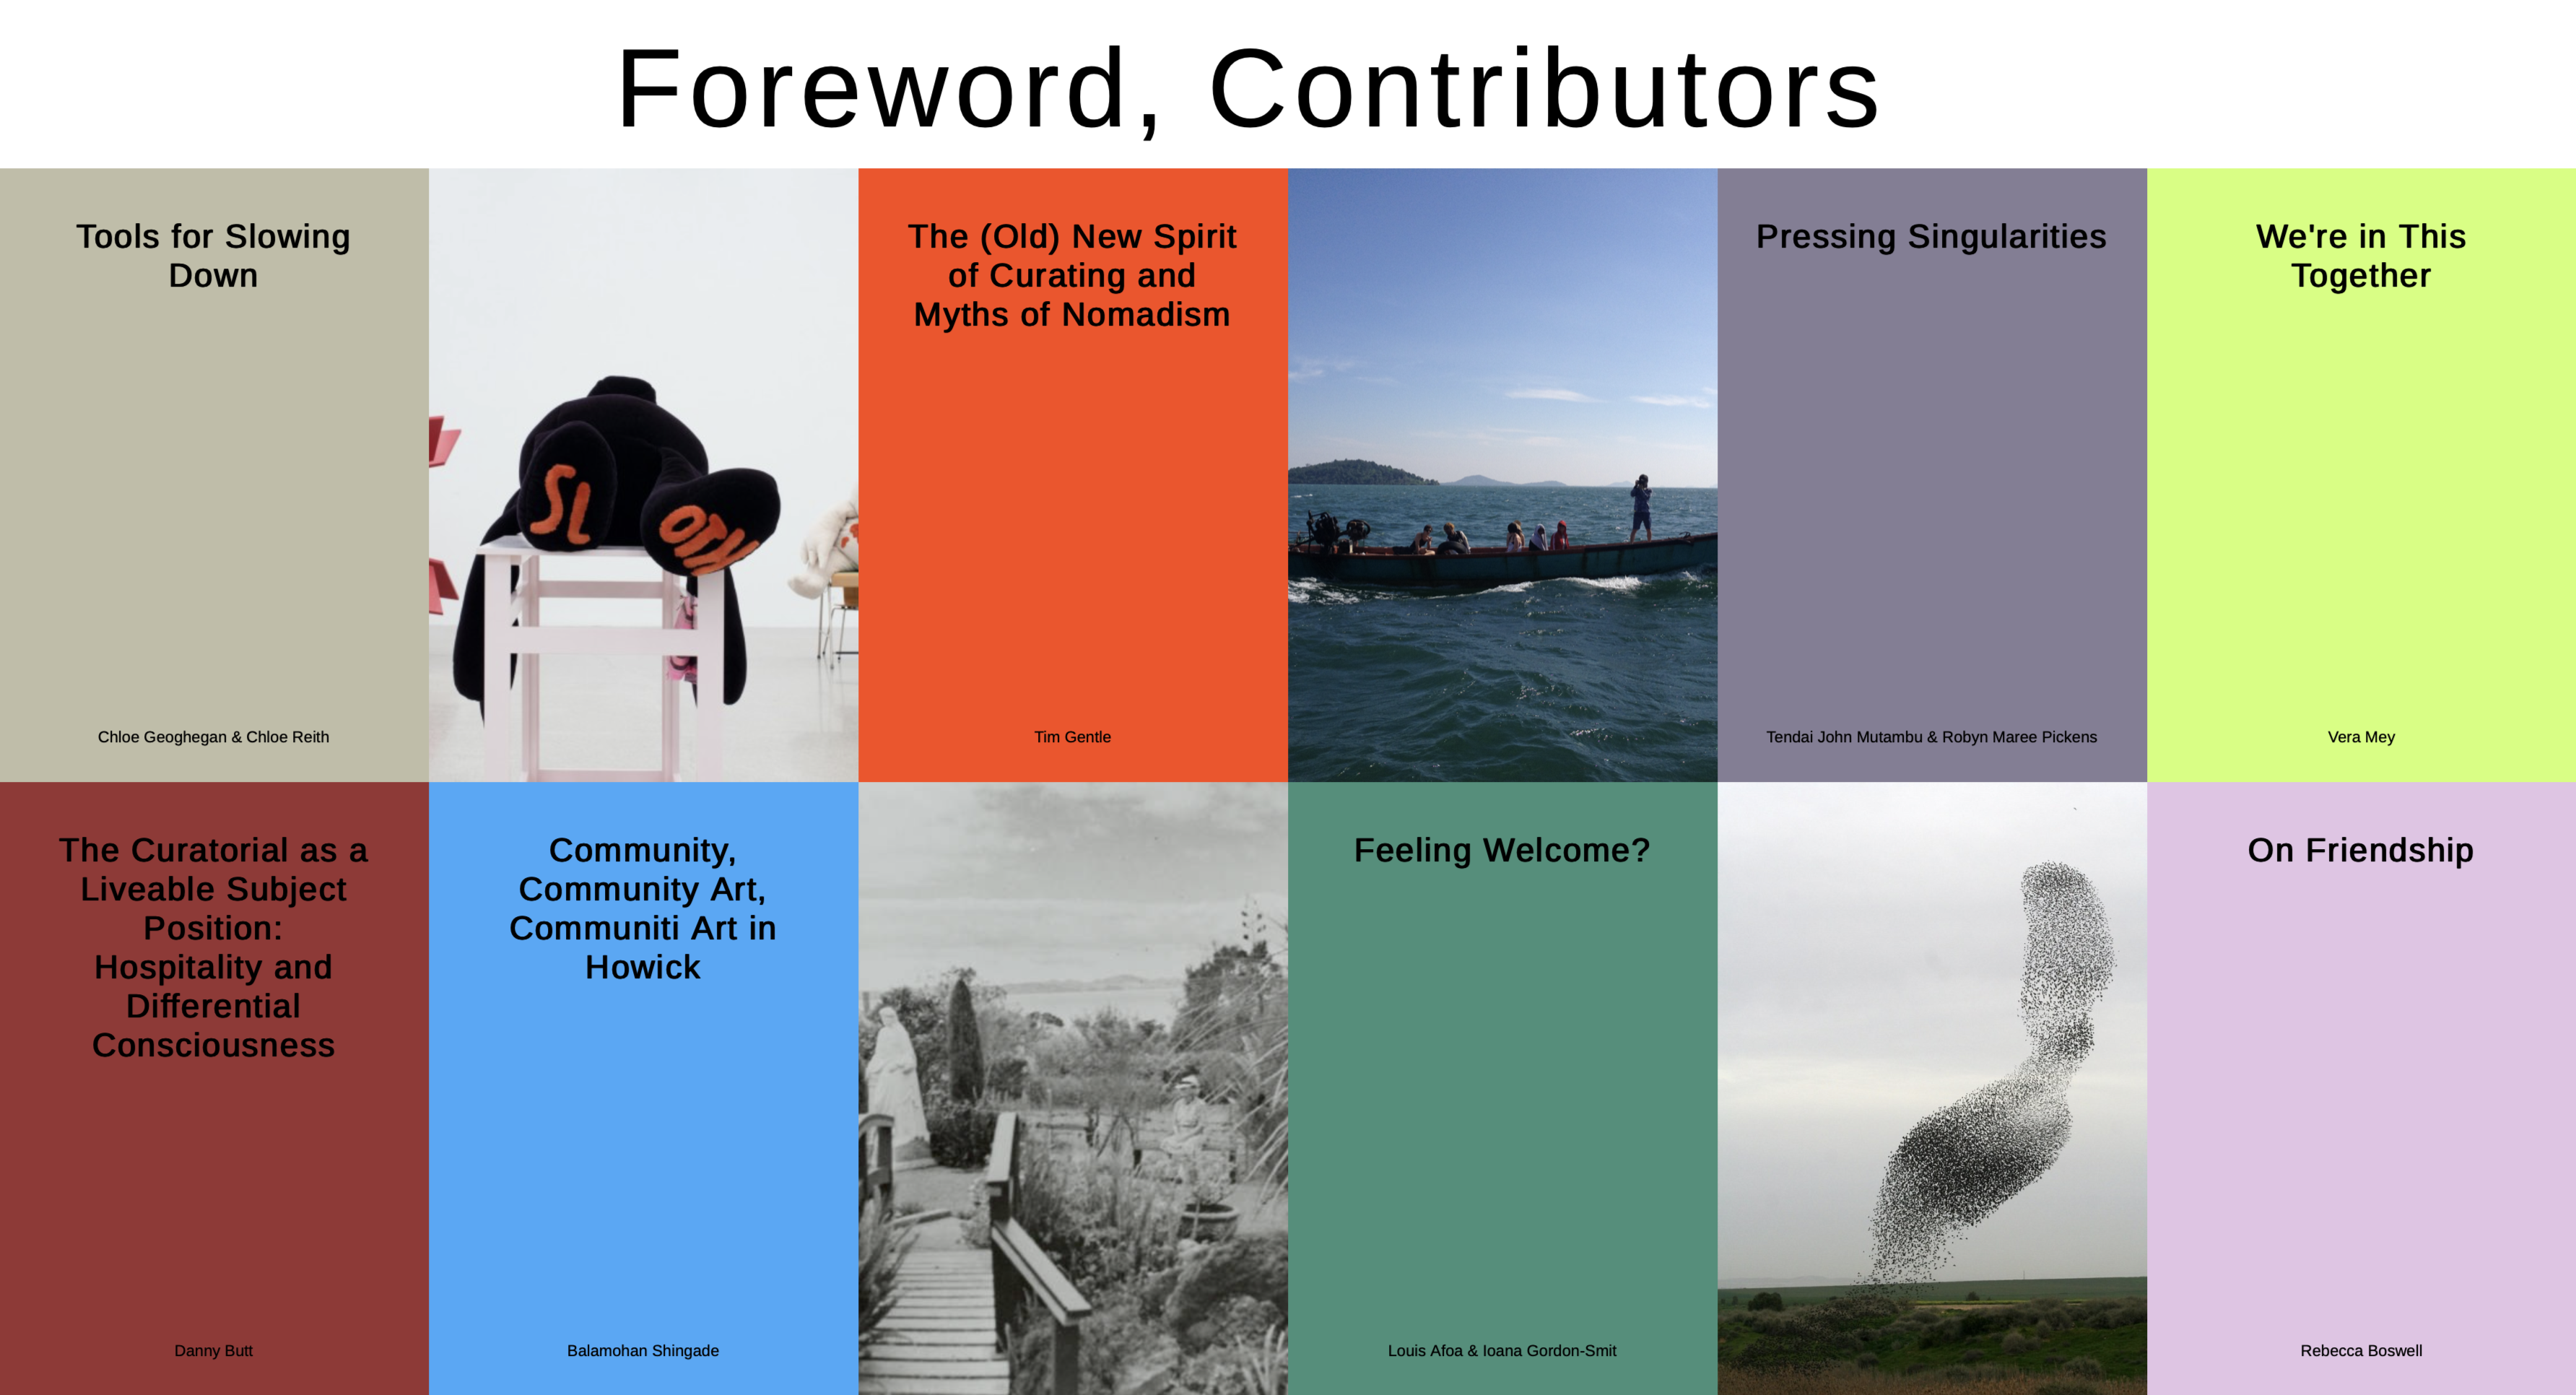 Foreword, Contributors
Tools for Slowing
Down
Chloe Geoghegan & Chloe Reith
SL
OTH
The (Old) New Spirit
of Curating and
Myths of Nomadism
Tim Gentle
Pressing Singularities
Tendai John Mutambu & Robyn Maree Pickens
We're in This
Together
Vera Mey
The Curatorial as a
Liveable Subject
Position:
Hospitality and
Differential
Consciousness
Danny Butt
Community,
Community Art,
Communiti Art in
Howick
Balamohan Shingade
Feeling Welcome?
Louis Afoa & Ioana Gordon-Smit
On Friendship
Rebecca Boswell